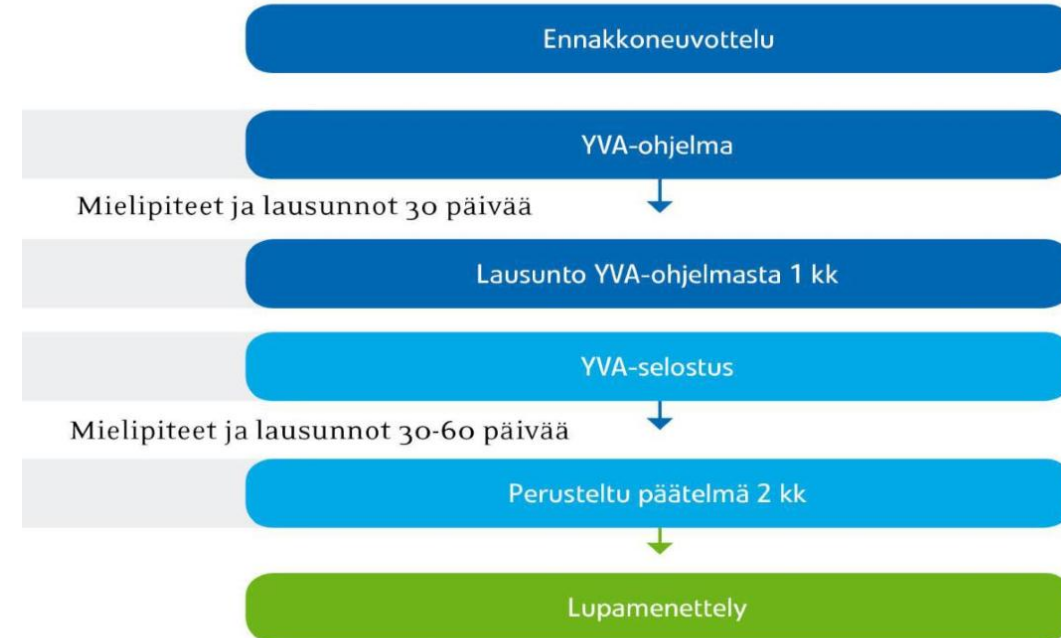 Ennakkoneuvottelu
YVA-ohjelma
Mielipiteet ja lausunnot 30 päivää
Lausunto YVA-ohjelmasta 1 kk
YVA-selostus
Mielipiteet ja lausunnot 30-60 päivää
Perusteltu päätelmä 2 kk
Lupamenettely